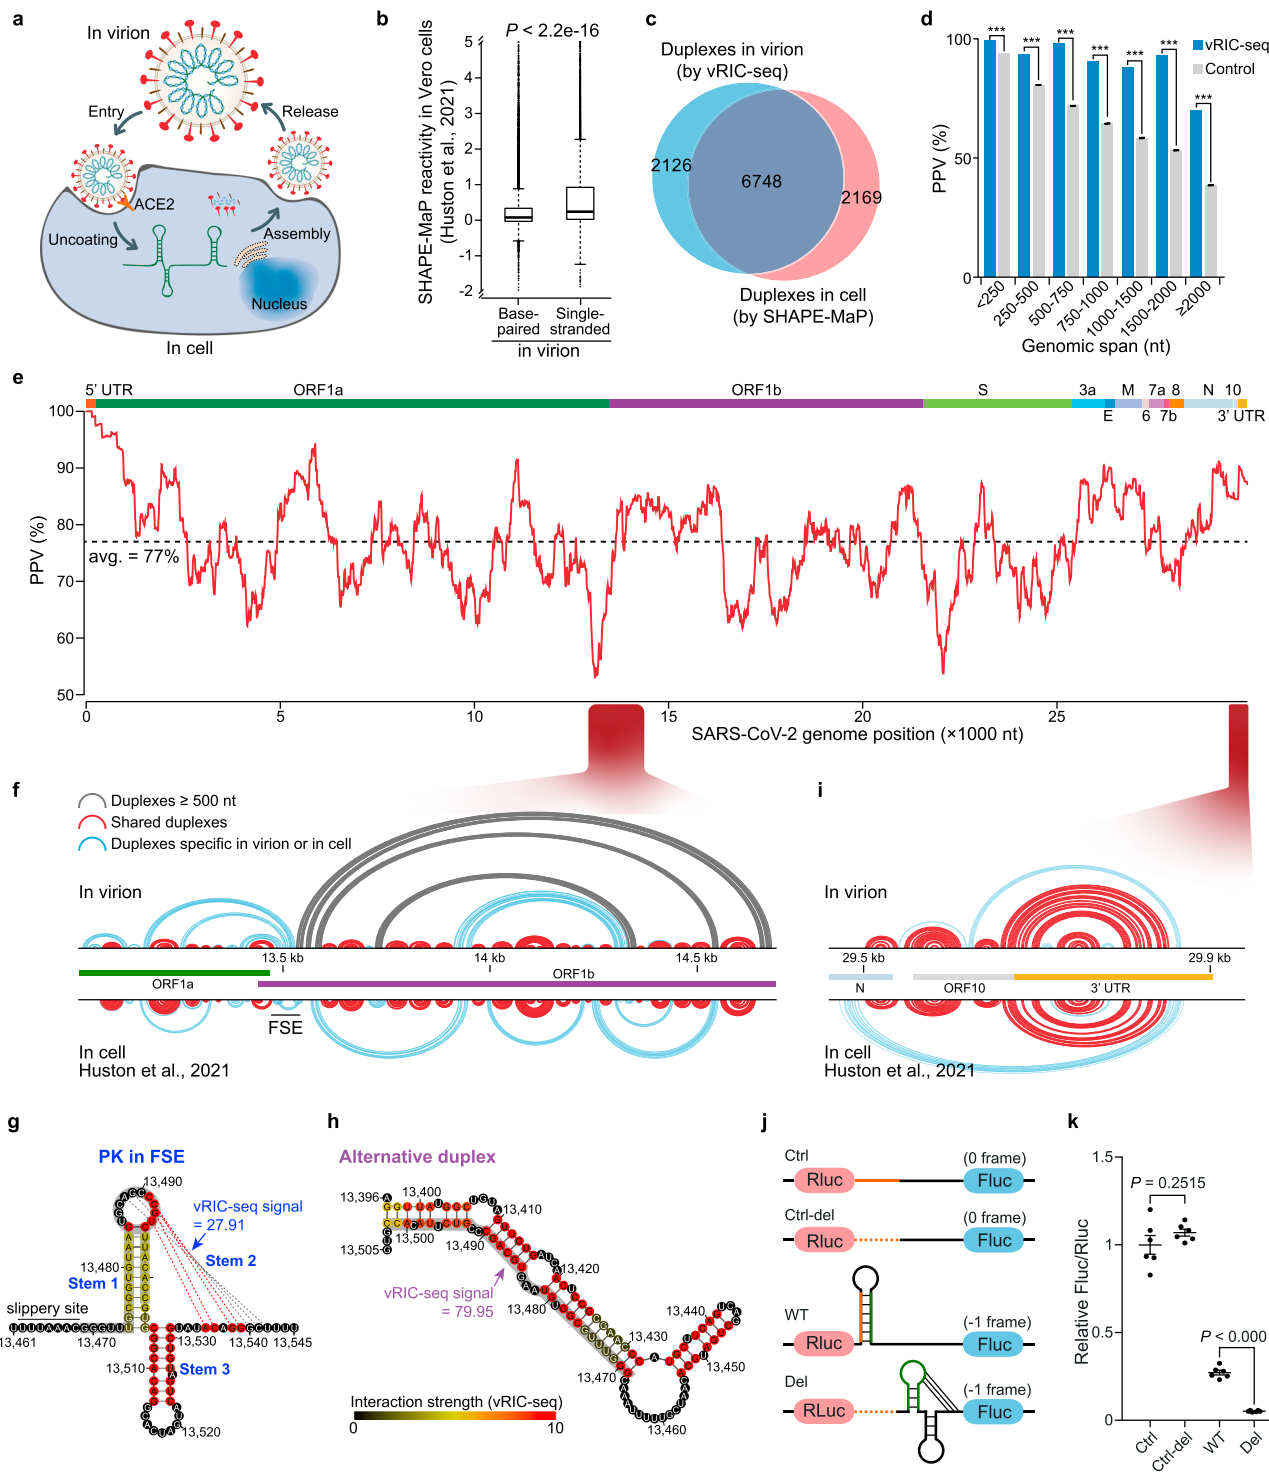 a
In virion
Entry
Release
ACE2
Uncoating
Assembly
Nucleus
In cell
b
P < 2.2e-16
SHAPE-MaP reactivity in Vero cells
(Huston et al., 2021)
5
4
3
2
1
0
-1
-2
Base-
paired
Single-
stranded
in virion
c
Duplexes in virion
(by vRIC-seq)
2126
6748
2169
Duplexes in cell
(by SHAPE-MaP)
d
PPV (%)
100
50
0
***
***
***
***
***
***
***
vRIC-seq
Control
<250
250-500
500-750
750-1000
1000-1500
1500-2000
≥2000
Genomic span (nt)
e
5' UTR
ORF1a
ORF1b
S
3a
M
7a
8
N
10
E
6
7b
3' UTR
PPV (%)
100
90
80
70
60
50
avg. = 77%
0
5
10
15
20
25
SARS-CoV-2 genome position (×1000 nt)
f
Duplexes ≥ 500 nt
Shared duplexes
Duplexes specific in virion or in cell
In virion
13.5 kb
14 kb
14.5 kb
ORF1a
ORF1b
FSE
In cell
Huston et al., 2021
i
In virion
29.5 kb
29.9 kb
N
ORF10
3' UTR
In cell
Huston et al., 2021
g
PK in FSE
13,490
vRIC-seq
signal
= 27.91
Stem 2
13,480
Stem 1
slippery site
UUUUAAACGGGUUU
13,461
13,470
13,530
13,540
13,545
13,510
Stem 3
13,520
h
Alternative duplex
13,396
13,400
13,410
13,505
13,500
13,490
13,420
vRIC-seq signal
= 79.95
13,480
13,430
13,440
13,450
13,470
13,460
Interaction strength (vRIC-seq)
0
10
j
Ctrl
(0 frame)
Rluc
Fluc
Ctrl-del
(0 frame)
Rluc
Fluc
WT
(-1 frame)
Rluc
Fluc
Del
(-1 frame)
RLuc
Fluc
k
Relative Fluc/Rluc
1.5
1
0.5
0
P = 0.2515
P < 0.000
Ctrl
Ctrl-del
WT
Del